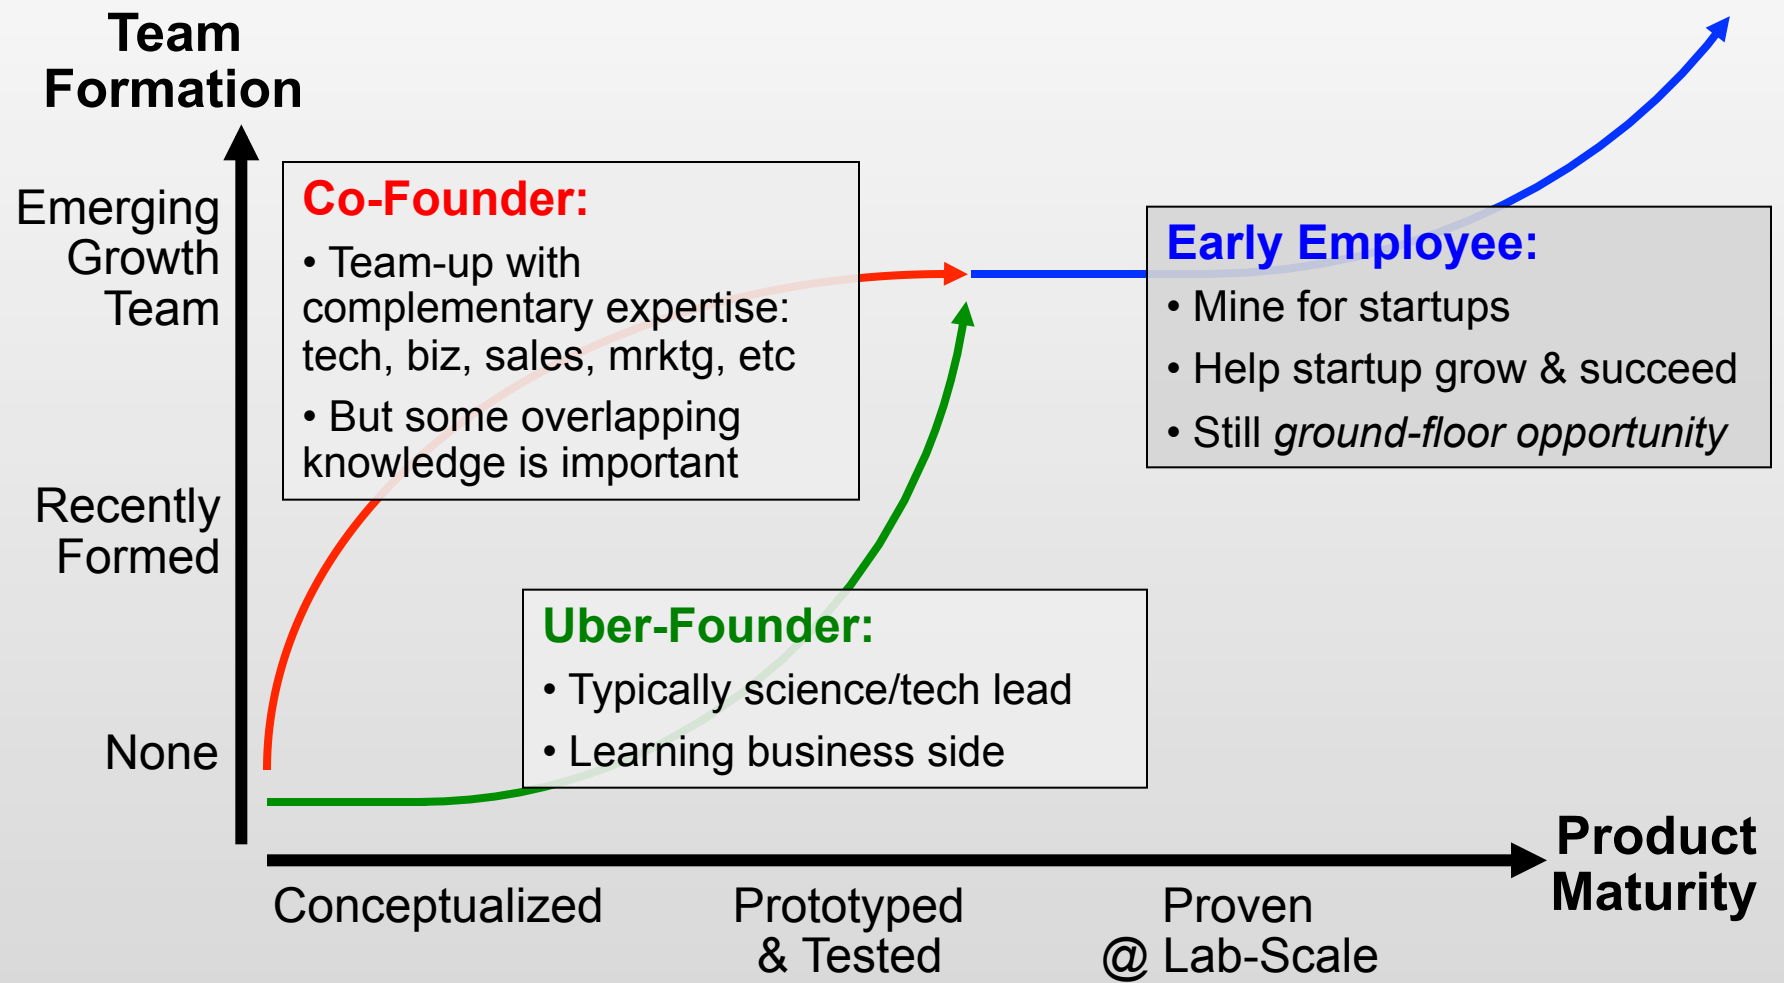 Team
Formation
Emerging
Growth
Team
Recently
Formed
None
Co-Founder:
• Team-up with
complementary expertise:
tech, biz, sales, mrktg, etc
• But some overlapping
knowledge is important
Early Employee:
• Mine for startups
• Help startup grow & succeed
• Still ground-floor opportunity
Uber-Founder:
• Typically science/tech lead
• Learning business side
Product
Maturity
Conceptualized
Prototyped
& Tested
Proven
@ Lab-Scale